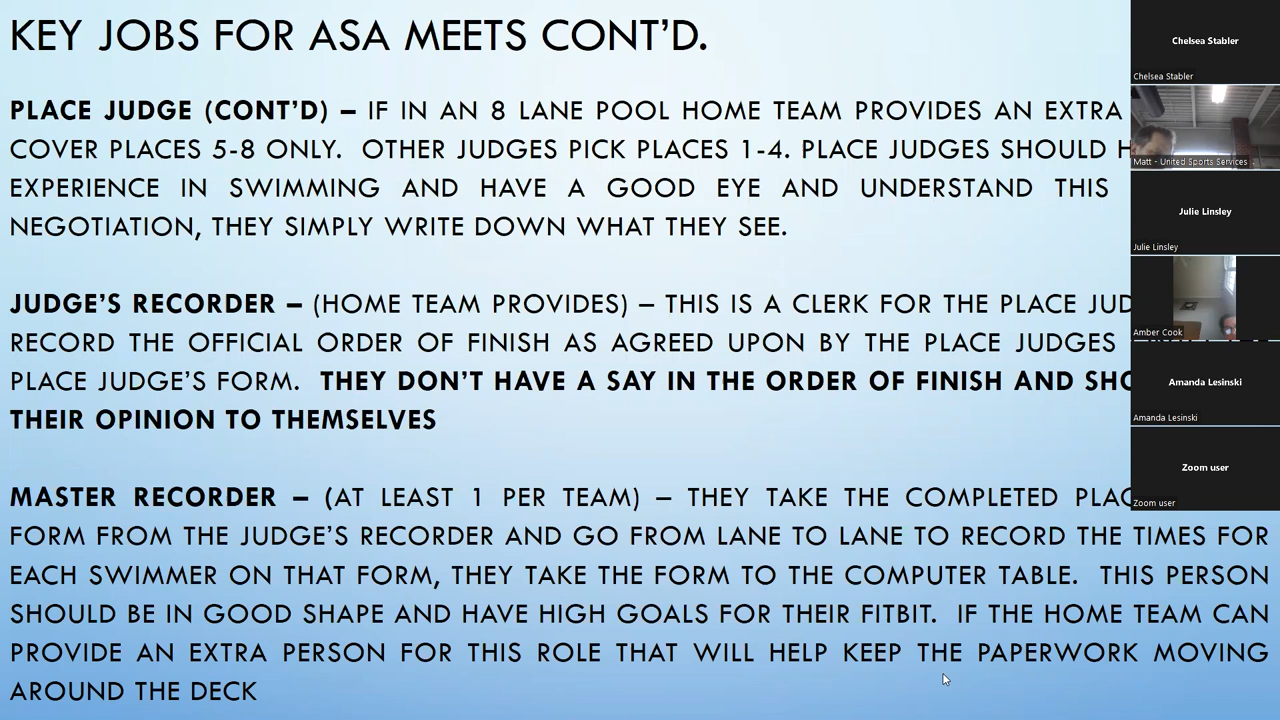 KEY JOBS FOR ASA MEETS CONT'D.
PLACE JUDGE (CONT'D) – IF IN AN 8 LANE POOL HOME TEAM PROVIDES AN EXTRA
COVER PLACES 5-8 ONLY. OTHER JUDGES PICK PLACES 1-4. PLACE JUDGES SHOULD
EXPERIENCE IN SWIMMING AND HAVE A GOOD EYE AND UNDERSTAND THIS
NEGOTIATION, THEY SIMPLY WRITE DOWN WHAT THEY SEE.
JUDGE'S RECORDER – (HOME TEAM PROVIDES) – THIS IS A CLERK FOR THE PLACE
RECORD THE OFFICIAL ORDER OF FINISH AS AGREED UPON BY THE PLACE JUDGES
PLACE JUDGE'S FORM. THEY DON'T HAVE A SAY IN THE ORDER OF FINISH AND
THEIR OPINION TO THEMSELVES
MASTER RECORDER – (AT LEAST 1 PER TEAM) – THEY TAKE THE COMPLETED
FORM FROM THE JUDGE'S RECORDER AND GO FROM LANE TO LANE TO RECORD THE TIMES FOR
EACH SWIMMER ON THAT FORM, THEY TAKE THE FORM TO THE COMPUTER TABLE. THIS PERSON
SHOULD BE IN GOOD SHAPE AND HAVE HIGH GOALS FOR THEIR FITBIT. IF THE HOME TEAM CAN
PROVIDE AN EXTRA PERSON FOR THIS ROLE THAT WILL HELP KEEP THE PAPERWORK MOVING
AROUND THE DECK
Chelsea Stabler
Chelsea Stabler
Matt - United Sports Services
Julie Linsley
Julie Linsley
Amber Cook
Amanda Lesinski
Amanda Lesinski
Zoom user
Zoom user